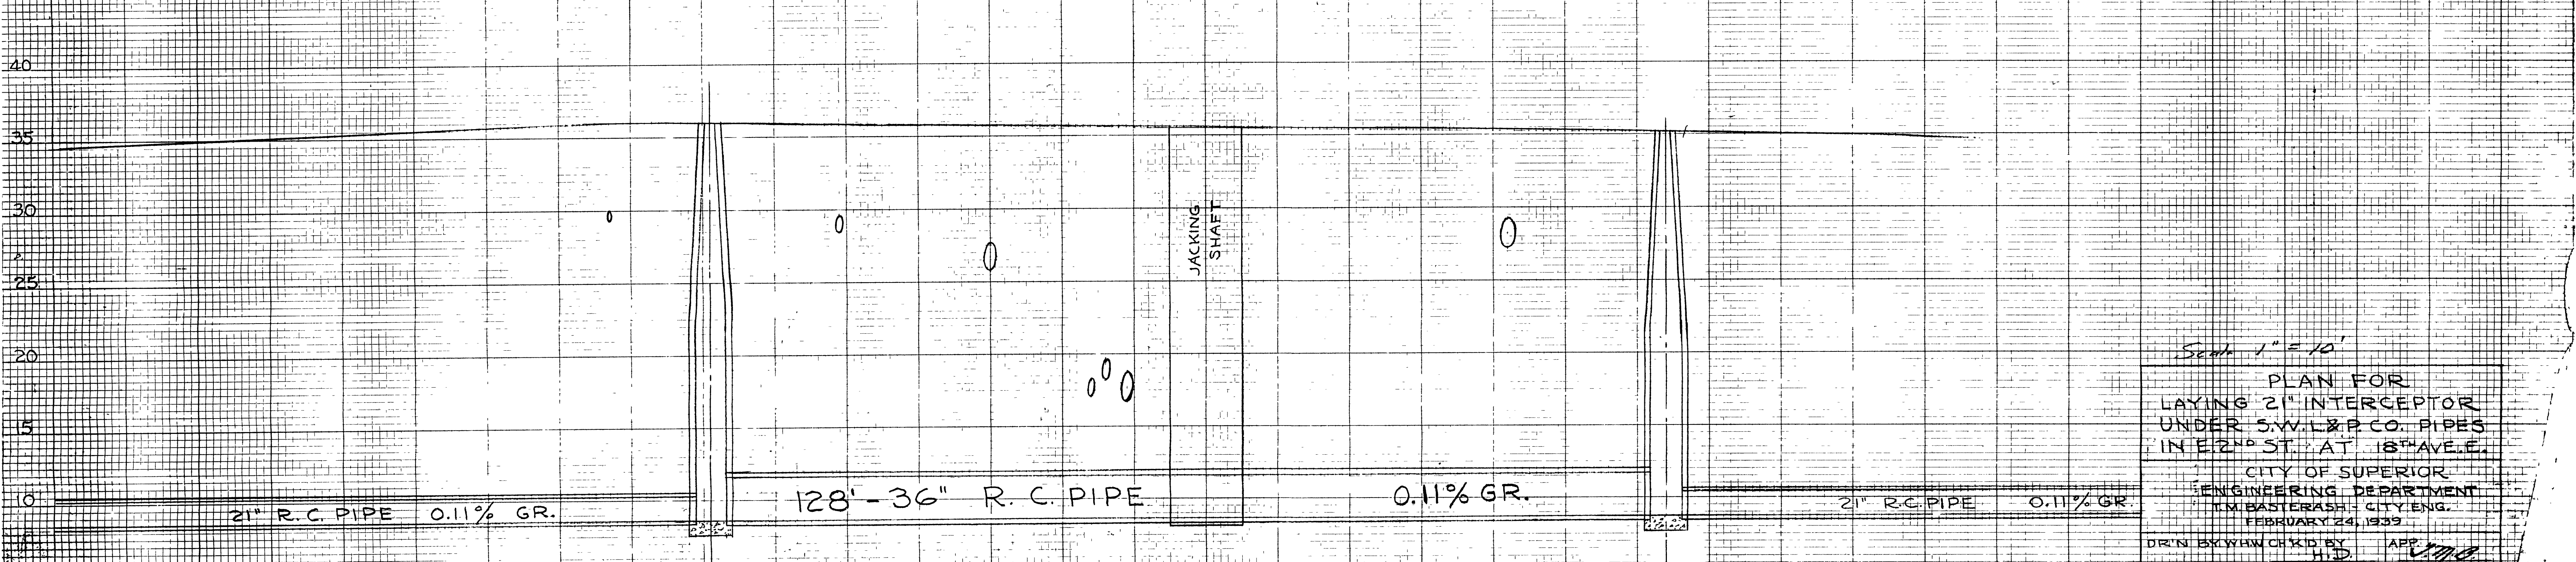 40
35
30
25
20
15
10
JACKING
SHAFT
21" R. C. PIPE 0.11% GR.
128' - 36" R. C. PIPE 0.11% GR.
21" R.C. PIPE 0.11% GR.
Scale 1" = 10'
PLAN FOR
LAYING 21" INTERCEPTOR
UNDER S.W. L & P. CO. PIPES
IN E. 2ND ST. AT 18TH AVE. E.
CITY OF SUPERIOR
ENGINEERING DEPARTMENT
T.M. BASTERASH - CITY ENG.
FEBRUARY 24, 1939
DR'N BY W.H.W. CH'K'D BY H.D. APP.